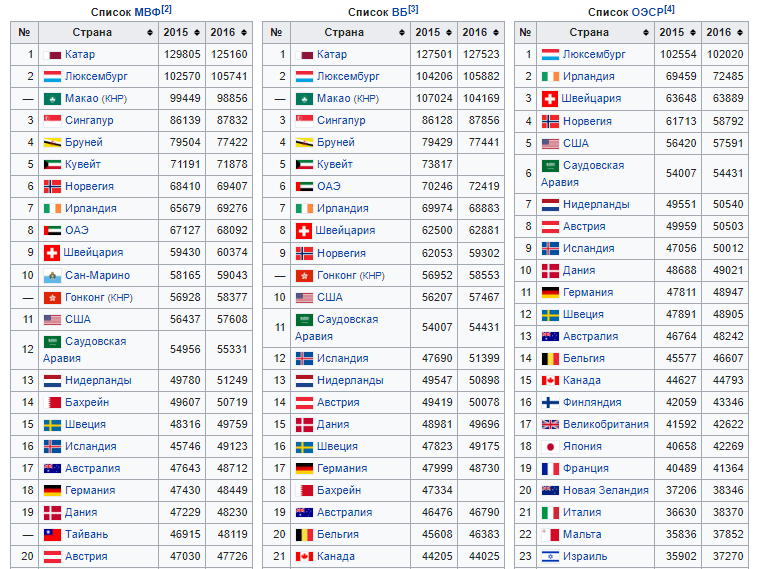 Список МВФ[2]
№ Страна 2015 2016
1 Катар 129805 125160
2 Люксембург 102570 105741
— Макао (КНР) 99449 98856
3 Сингапур 86139 87832
4 Бруней 79504 77422
5 Кувейт 71191 71878
6 Норвегия 68410 69407
7 Ирландия 65679 69276
8 ОАЭ 67127 68092
9 Швейцария 59430 60374
10 Сан-Марино 58165 59043
— Гонконг (КНР) 56928 58377
11 США 56437 57608
12 Саудовская
Аравия 54956 55331
13 Нидерланды 49780 51249
14 Бахрейн 49607 50719
15 Швеция 48316 49759
16 Исландия 45746 49123
17 Австралия 47643 48712
18 Германия 47430 48449
19 Дания 47229 48230
— Тайвань 46915 48119
20 Австрия 47030 47726
Список ВБ[3]
№ Страна 2015 2016
1 Катар 127501 127523
2 Люксембург 104206 105882
— Макао (КНР) 107024 104169
3 Сингапур 86128 87856
4 Бруней 79429 77441
5 Кувейт 73817
6 ОАЭ 70246 72419
7 Ирландия 69974 68883
8 Швейцария 62500 62881
9 Норвегия 62053 59302
— Гонконг (КНР) 56952 58553
10 США 56207 57467
11 Саудовская
Аравия 54007 54431
12 Исландия 47690 51399
13 Нидерланды 49547 50898
14 Австрия 49419 50078
15 Дания 48981 49696
16 Швеция 47823 49175
17 Германия 47999 48730
18 Бахрейн 47334
19 Австралия 46476 46790
20 Бельгия 45608 46383
21 Канада 44205 44025
Список ОЭСР[4]
№ Страна 2015 2016
1 Люксембург 102554 102020
2 Ирландия 69459 72485
3 Швейцария 63648 63889
4 Норвегия 61713 58792
5 США 56420 57591
6 Саудовская
Аравия 54007 54431
7 Нидерланды 49551 50540
8 Австрия 49959 50503
9 Исландия 47056 50012
10 Дания 48688 49021
11 Германия 47811 48947
12 Швеция 47891 48905
13 Австралия 46764 48242
14 Бельгия 45577 46607
15 Канада 44627 44793
16 Финляндия 42059 43346
17 Великобритания 41592 42622
18 Япония 40658 42269
19 Франция 40489 41364
20 Новая Зеландия 37206 38346
21 Италия 36630 38370
22 Мальта 35836 37852
23 Израиль 35902 37270